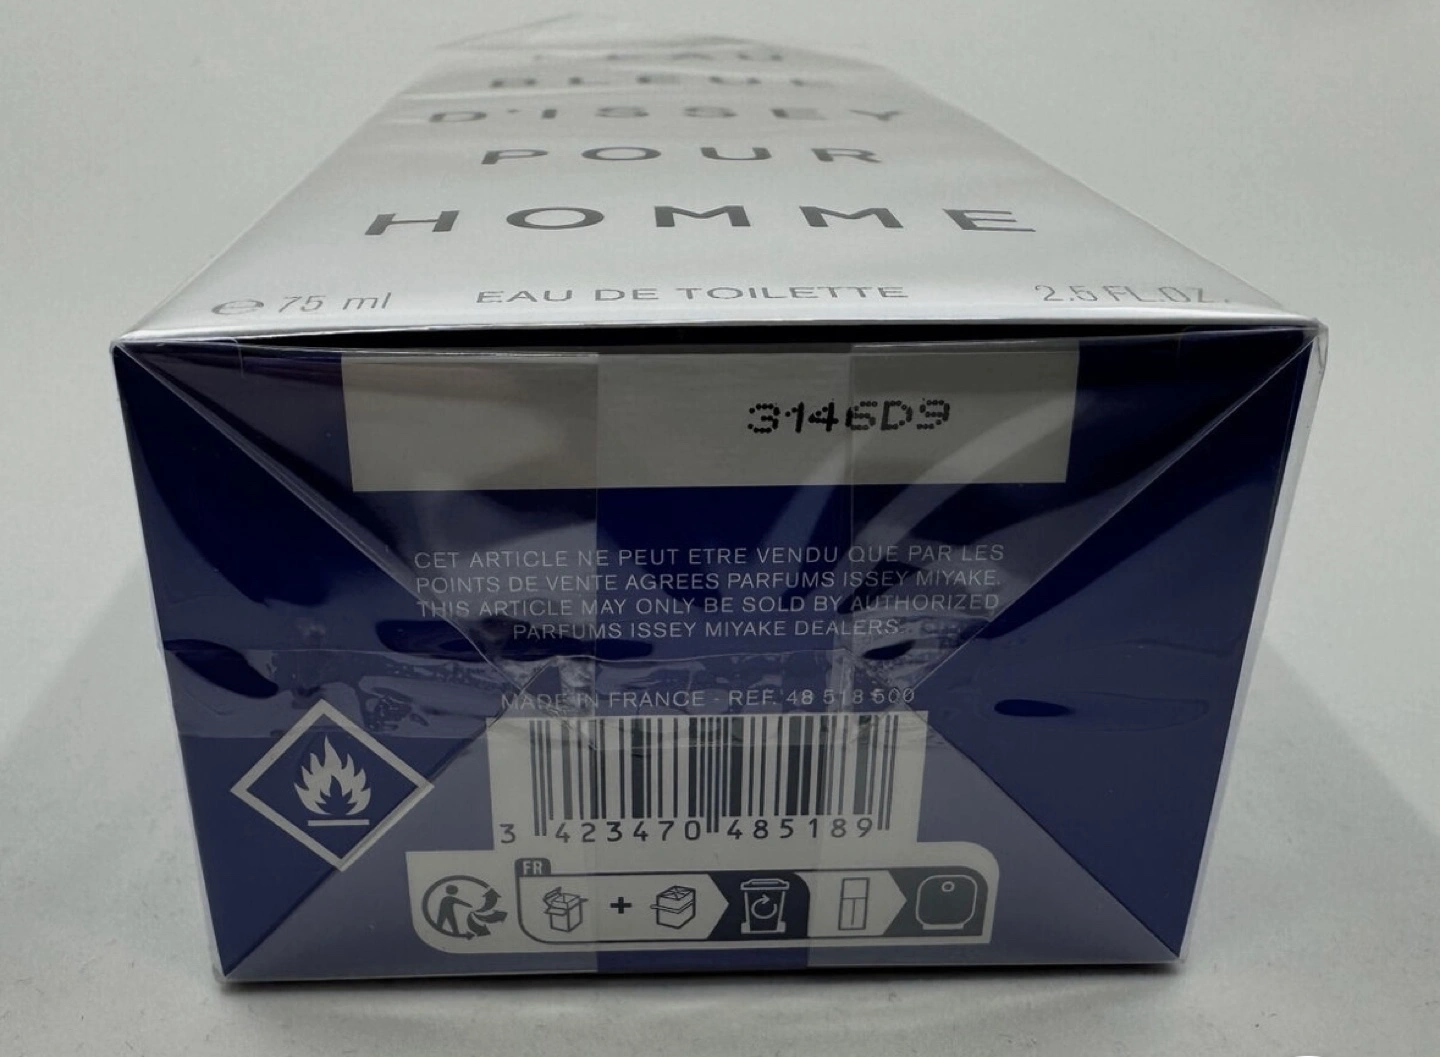 L'EAU
BLEUE
D'ISSEY
POUR
HOMME
℮ 75 ml EAU DE TOILETTE 2.5 FL.OZ.
3146D9
CET ARTICLE NE PEUT ETRE VENDU QUE PAR LES
POINTS DE VENTE AGREES PARFUMS ISSEY MIYAKE.
THIS ARTICLE MAY ONLY BE SOLD BY AUTHORIZED
PARFUMS ISSEY MIYAKE DEALERS.
MADE IN FRANCE - REF. 48 518 500
3 423470 485189
FR
+